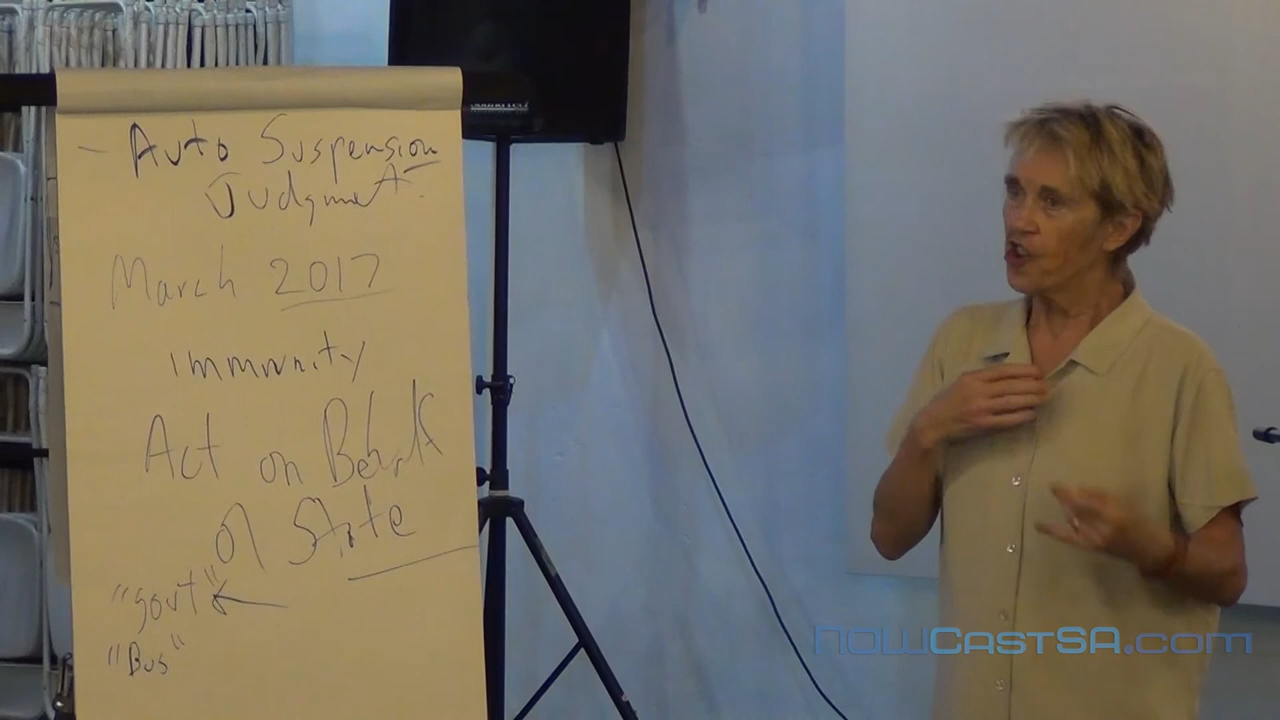 - Auto Suspension
Judgment.
March 2017
immunity
Act on Behalf
of State
"govt" ←
"Bus"
NOWCASTSA.com